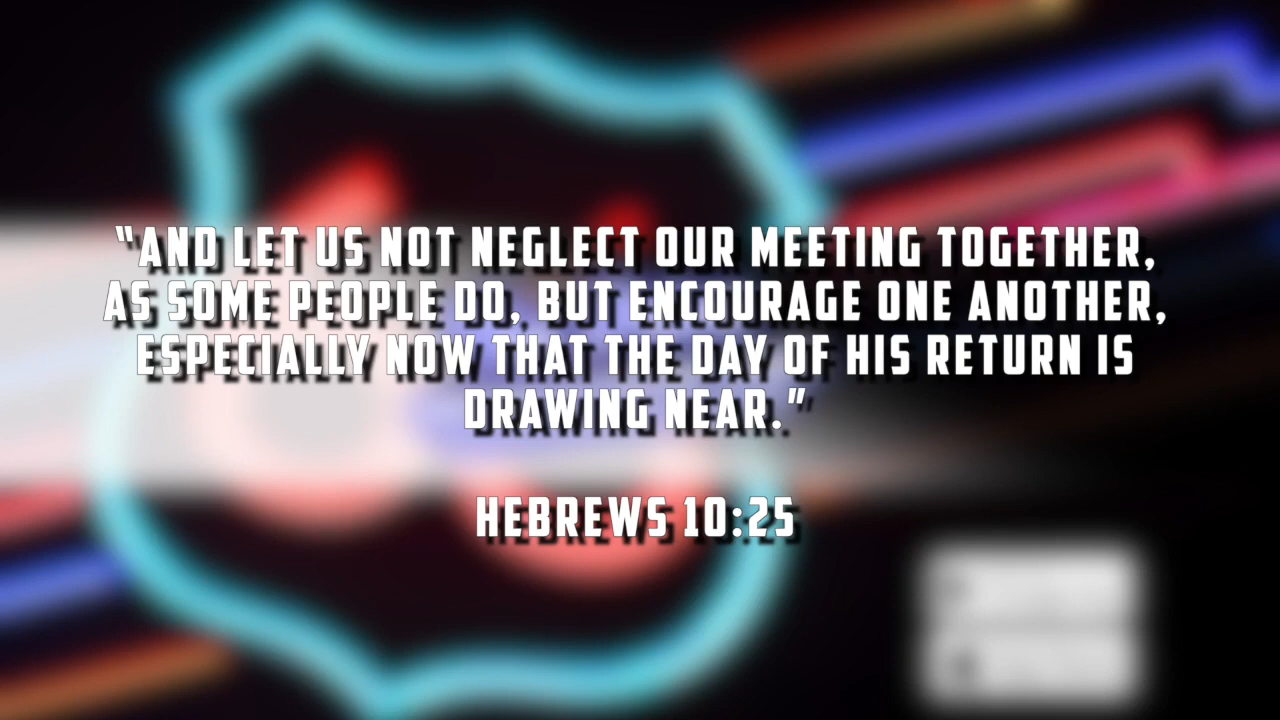 “AND LET US NOT NEGLECT OUR MEETING TOGETHER,
AS SOME PEOPLE DO, BUT ENCOURAGE ONE ANOTHER,
ESPECIALLY NOW THAT THE DAY OF HIS RETURN IS
DRAWING NEAR.”
HEBREWS 10:25